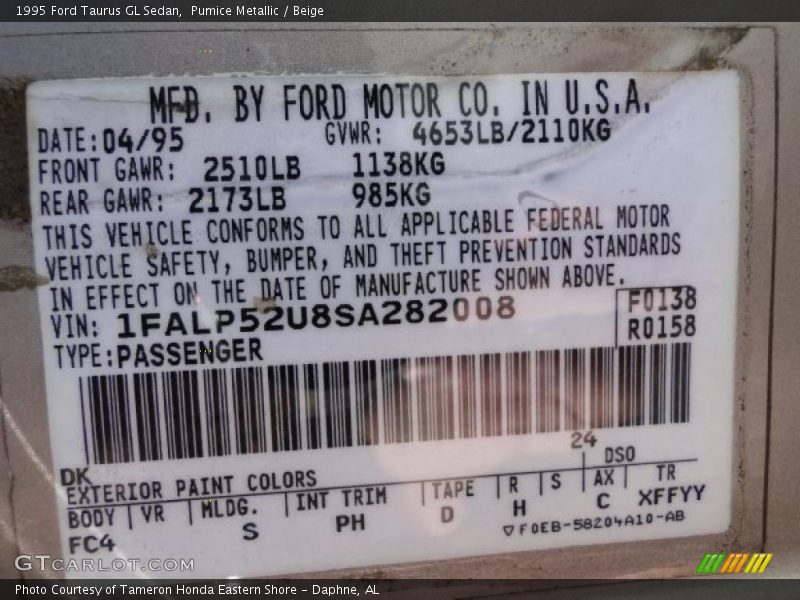 1995 Ford Taurus GL Sedan,  Pumice Metallic / Beige
MFD. BY FORD MOTOR CO. IN U.S.A.
DATE: 04/95 GVWR: 4653LB/2110KG
FRONT GAWR: 2510LB 1138KG
REAR GAWR: 2173LB 985KG
THIS VEHICLE CONFORMS TO ALL APPLICABLE FEDERAL MOTOR
VEHICLE SAFETY, BUMPER, AND THEFT PREVENTION STANDARDS
IN EFFECT ON THE DATE OF MANUFACTURE SHOWN ABOVE.
VIN: 1FALP52U8SA282008 F0138
TYPE: PASSENGER R0158
24
DK DSO
EXTERIOR PAINT COLORS
BODY VR MLDG. INT TRIM TAPE R S AX TR
FC4 S PH D H C XFFYY
▽F0EB-58204A10-AB
GTCarlot.com
Photo Courtesy of Tameron Honda Eastern Shore - Daphne, AL